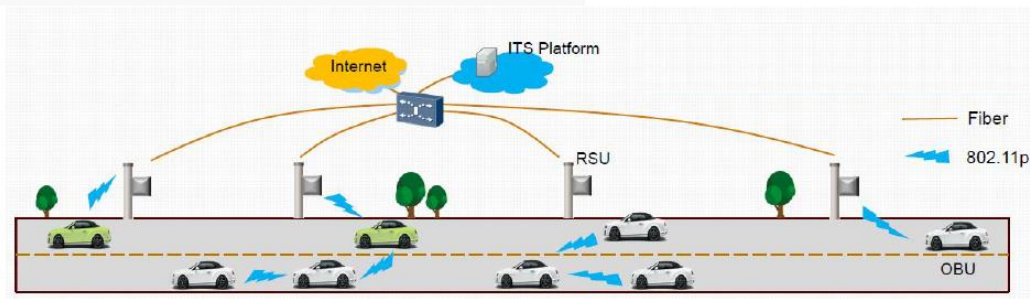 ITS Platform
Internet
Fiber
RSU
802.11p
OBU